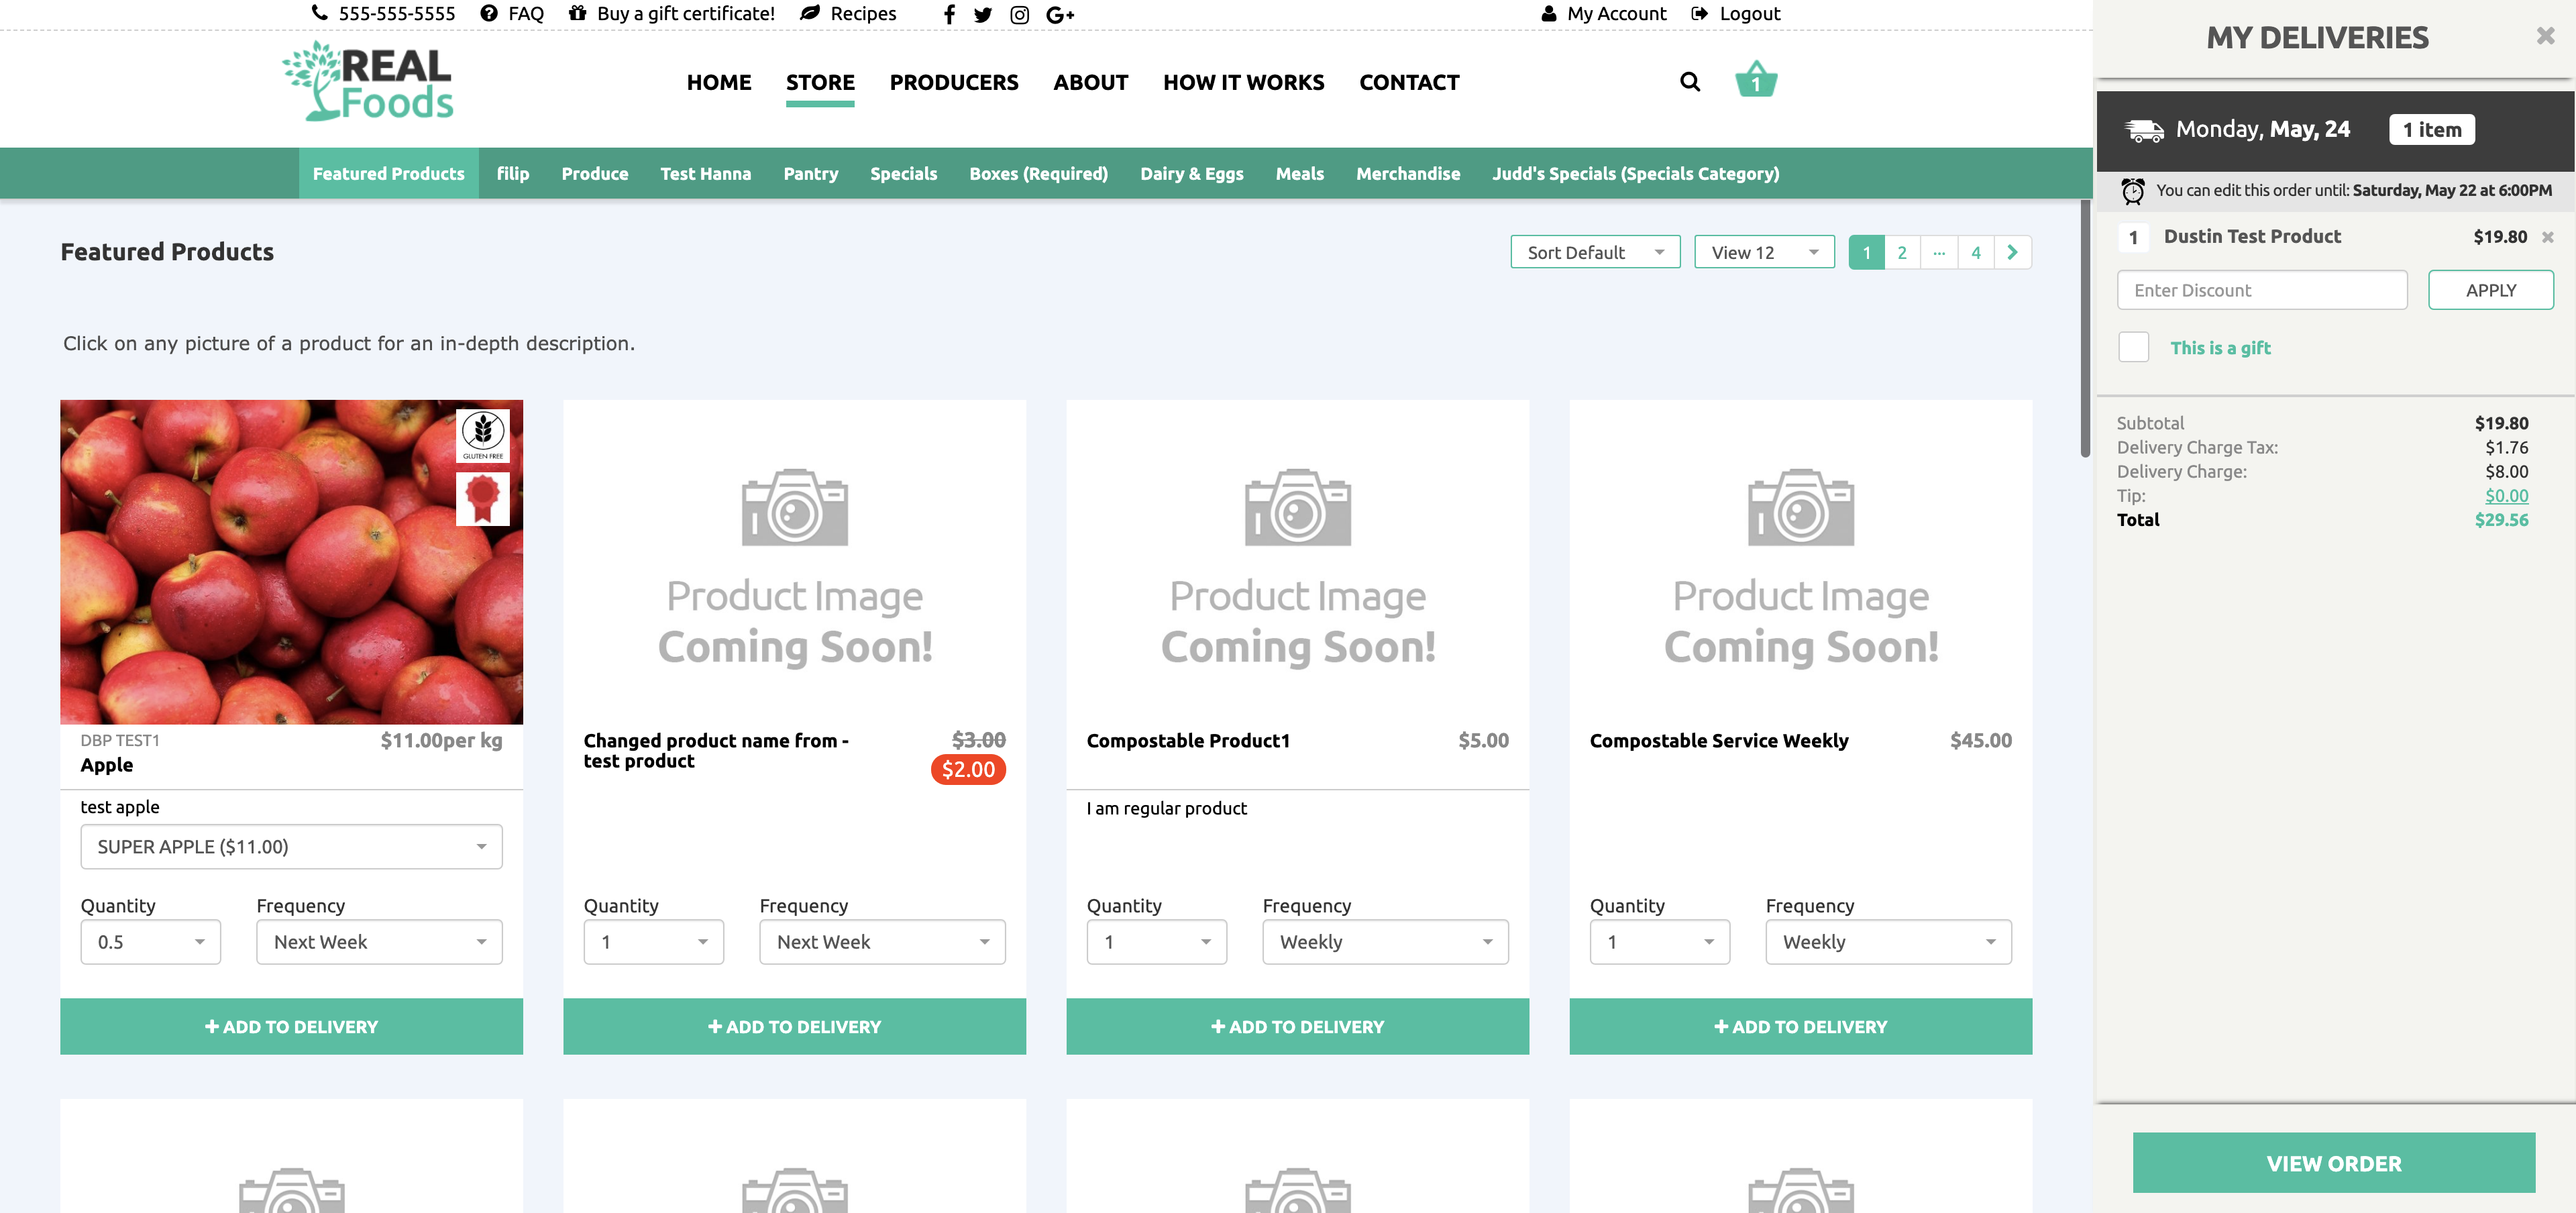 555-555-5555 FAQ Buy a gift certificate! Recipes G+ My Account Logout
REAL
Foods
HOME STORE PRODUCERS ABOUT HOW IT WORKS CONTACT 1
Featured Products filip Produce Test Hanna Pantry Specials Boxes (Required) Dairy & Eggs Meals Merchandise Judd's Specials (Specials Category)
Featured Products
Sort Default View 12 1 2 ... 4
Click on any picture of a product for an in-depth description.
GLUTEN FREE
DBP TEST1 $11.00per kg
Apple
test apple
SUPER APPLE ($11.00)
Quantity Frequency
0.5 Next Week
+ ADD TO DELIVERY
Product Image
Coming Soon!
Changed product name from - $3.00
test product $2.00
Quantity Frequency
1 Next Week
+ ADD TO DELIVERY
Product Image
Coming Soon!
Compostable Product1 $5.00
I am regular product
Quantity Frequency
1 Weekly
+ ADD TO DELIVERY
Product Image
Coming Soon!
Compostable Service Weekly $45.00
Quantity Frequency
1 Weekly
+ ADD TO DELIVERY
MY DELIVERIES
Monday, May, 24 1 item
You can edit this order until: Saturday, May 22 at 6:00PM
1 Dustin Test Product $19.80
Enter Discount APPLY
This is a gift
Subtotal $19.80
Delivery Charge Tax: $1.76
Delivery Charge: $8.00
Tip: $0.00
Total $29.56
VIEW ORDER